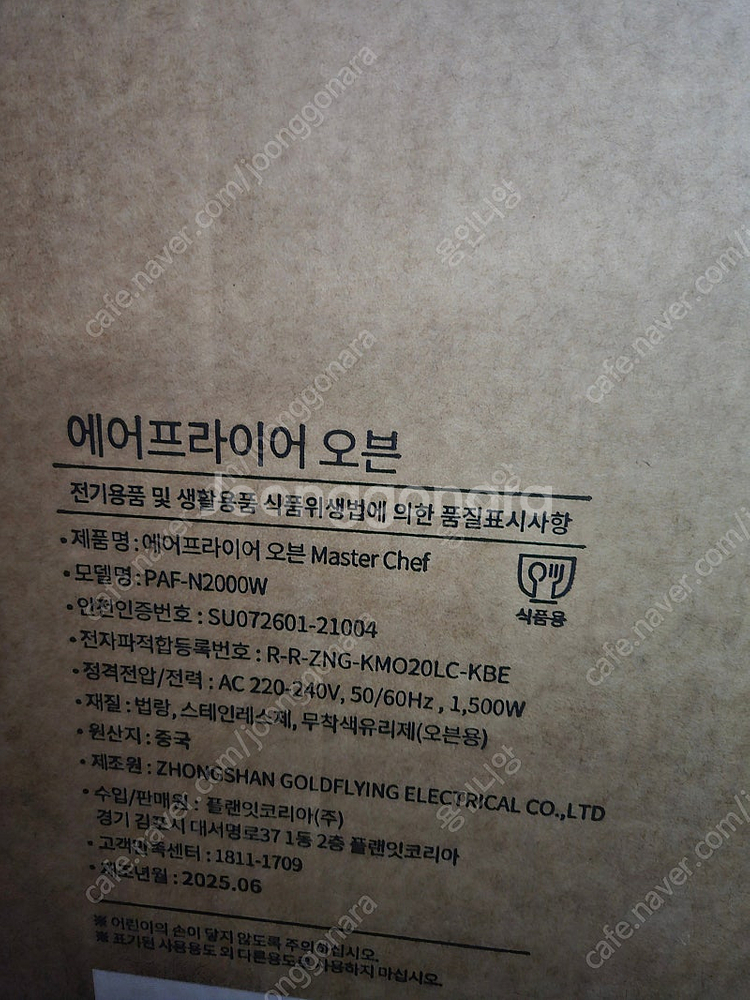 에어프라이어 오븐
전기용품 및 생활용품 식품위생법에 의한 품질표시사항
• 제품명 : 에어프라이어 오븐 Master Chef
• 모델명 : PAF-N2000W
• 안전인증번호 : SU072601-21004
• 전자파적합등록번호 : R-R-ZNG-KMO20LC-KBE
• 정격전압/전력 : AC 220-240V, 50/60Hz , 1,500W
• 재질 : 법랑, 스테인레스제, 무착색유리제(오븐용)
• 원산지 : 중국
• 제조원 : ZHONGSHAN GOLDFLYING ELECTRICAL CO.,LTD
• 수입/판매원 : 플랜잇코리아(주)
경기 김포시 대서명로37 1동 2층 플랜잇코리아
• 고객만족센터 : 1811-1709
• 제조년월 : 2025.06
※ 어린이의 손이 닿지 않도록 주의하십시오.
※ 표기된 사용용도 외 다른용도로 사용하지 마십시오.
식품용
joonggonara
cafe.naver.com/joonggonara
용인니양